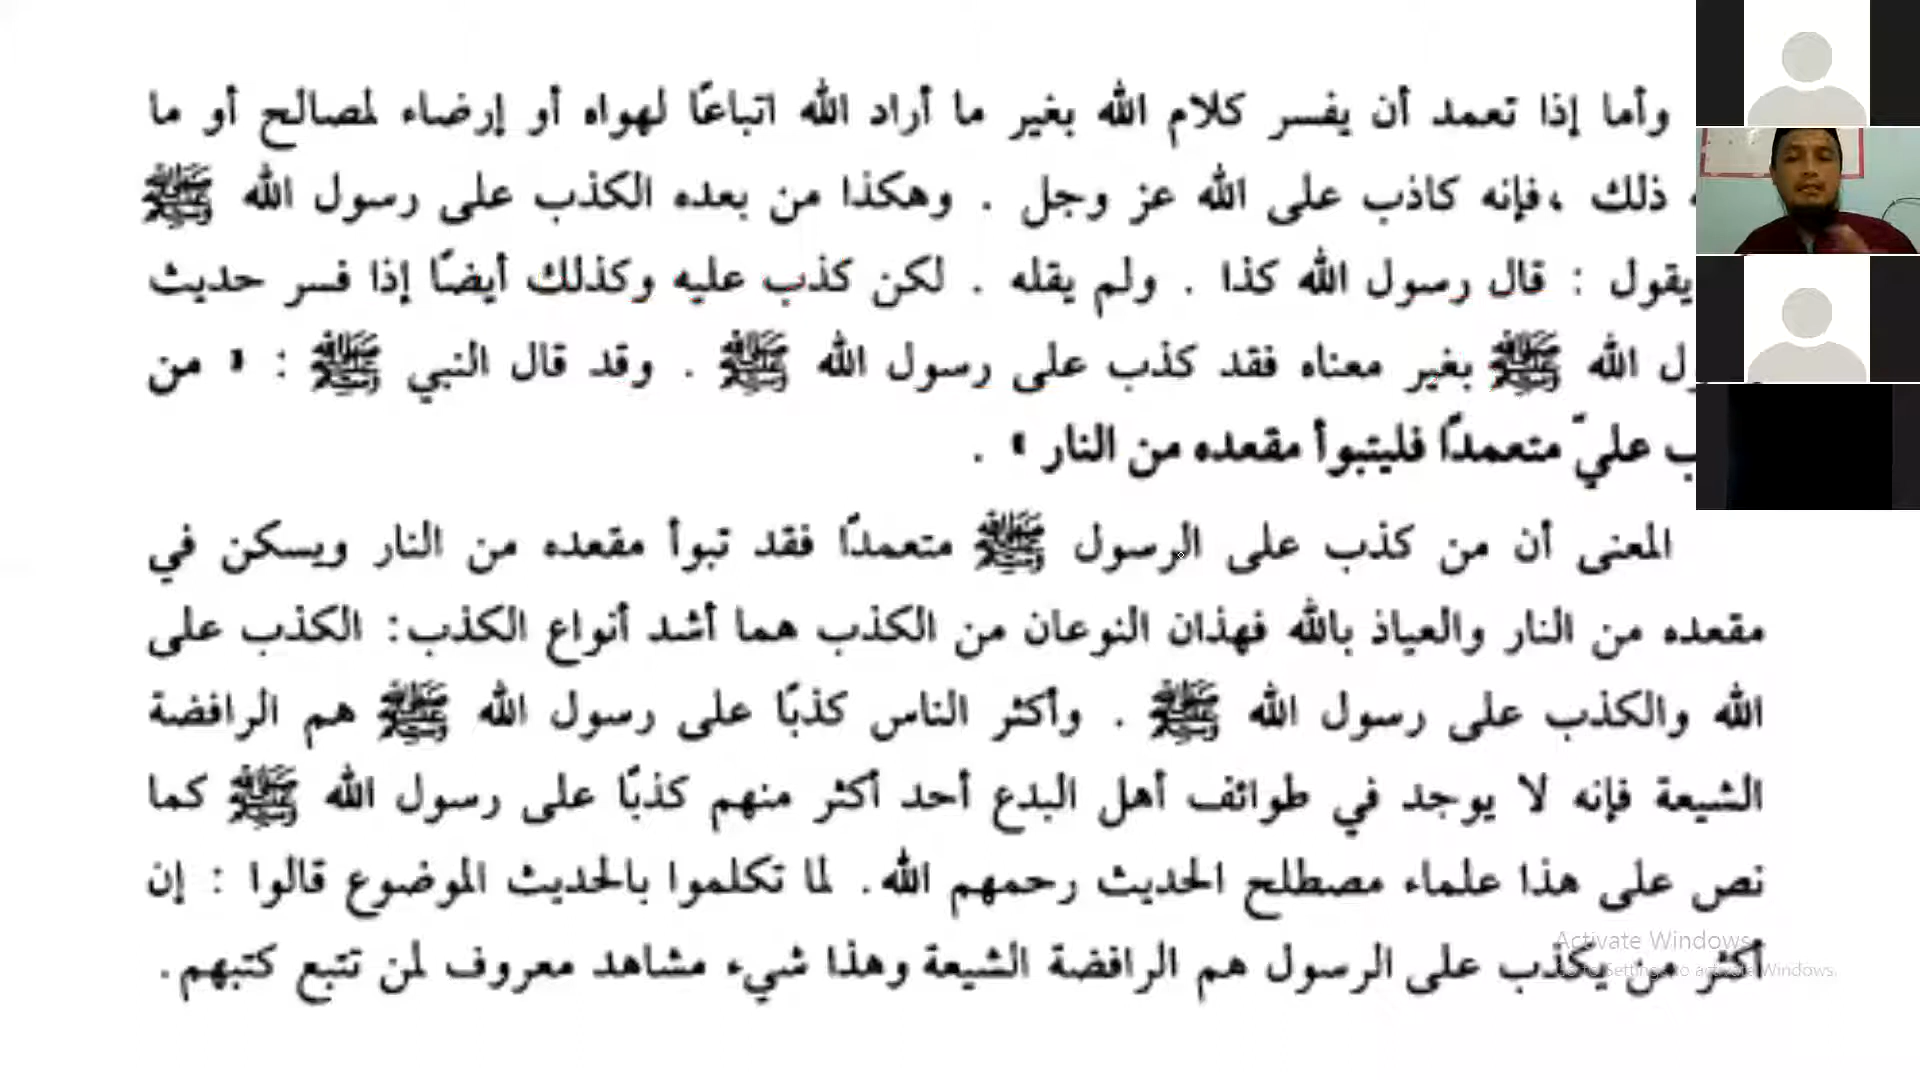 وأما إذا تعمد أن يفسر كلام الله بغير ما أراد الله اتباعًا لهواه أو إرضاء لمصالح أو ما
ذلك ،فإنه كاذب على الله عز وجل . وهكذا من بعده الكذب على رسول الله ﷺ
يقول : قال رسول الله كذا . ولم يقله . لكن كذب عليه وكذلك أيضًا إذا فسر حديث
الله ﷺ بغير معناه فقد كذب على رسول الله ﷺ . وقد قال النبي ﷺ : « من
عليّ متعمدًا فليتبوأ مقعده من النار » .
المعنى أن من كذب على الرسول ﷺ متعمدًا فقد تبوأ مقعده من النار ويسكن في
مقعده من النار والعياذ بالله فهذان النوعان من الكذب هما أشد أنواع الكذب: الكذب على
الله والكذب على رسول الله ﷺ . وأكثر الناس كذبًا على رسول الله ﷺ هم الرافضة
الشيعة فإنه لا يوجد في طوائف أهل البدع أحد أكثر منهم كذبًا على رسول الله ﷺ كما
نص على هذا علماء مصطلح الحديث رحمهم الله. لما تكلموا بالحديث الموضوع قالوا : إن
أكثر من يكذب على الرسول هم الرافضة الشيعة وهذا شيء مشاهد معروف لمن تتبع كتبهم.
Activate Windows
Go to Settings to activate Windows.